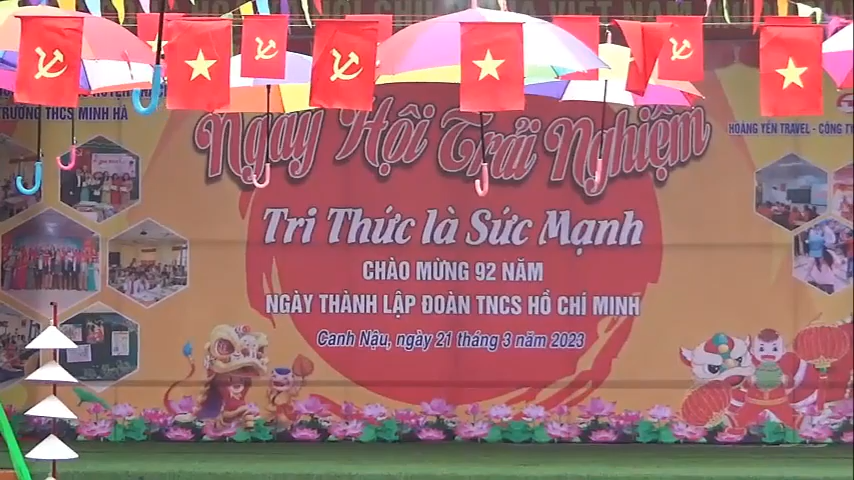 TRƯỜNG THCS MINH HÀ
HOÀNG YẾN TRAVEL - CÔNG T
Ngày Hội Trải Nghiệm
Tri Thức là Sức Mạnh
CHÀO MỪNG 92 NĂM
NGÀY THÀNH LẬP ĐOÀN TNCS HỒ CHÍ MINH
Canh Nậu, ngày 21 tháng 3 năm 2023